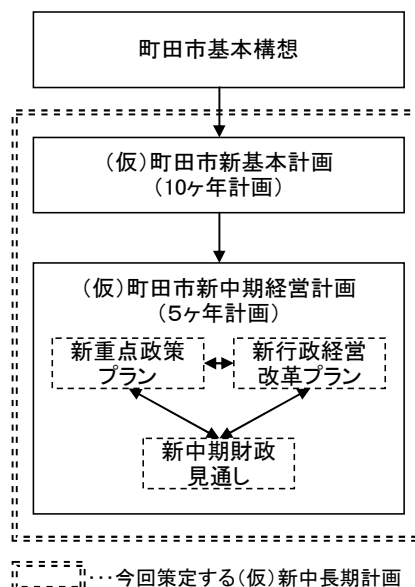 町田市基本構想
（仮）町田市新基本計画
（10ヶ年計画）
（仮）町田市新中期経営計画
（５ヶ年計画）
新重点政策
プラン
新行政経営
改革プラン
新中期財政
見通し
･･･今回策定する（仮）新中長期計画